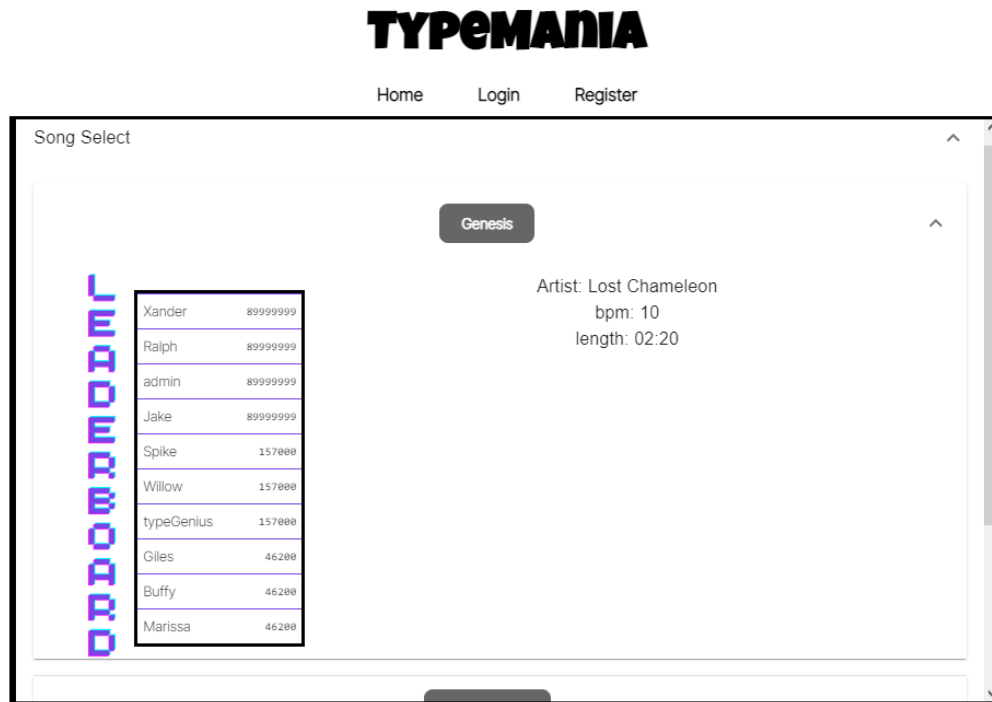 TYPEMANIA
Home Login Register
Song Select
Genesis
LEADERBOARD
Xander 89999999
Ralph 89999999
admin 89999999
Jake 89999999
Spike 157000
Willow 157000
typeGenius 157000
Giles 46200
Buffy 46200
Marissa 46200
Artist: Lost Chameleon
bpm: 10
length: 02:20